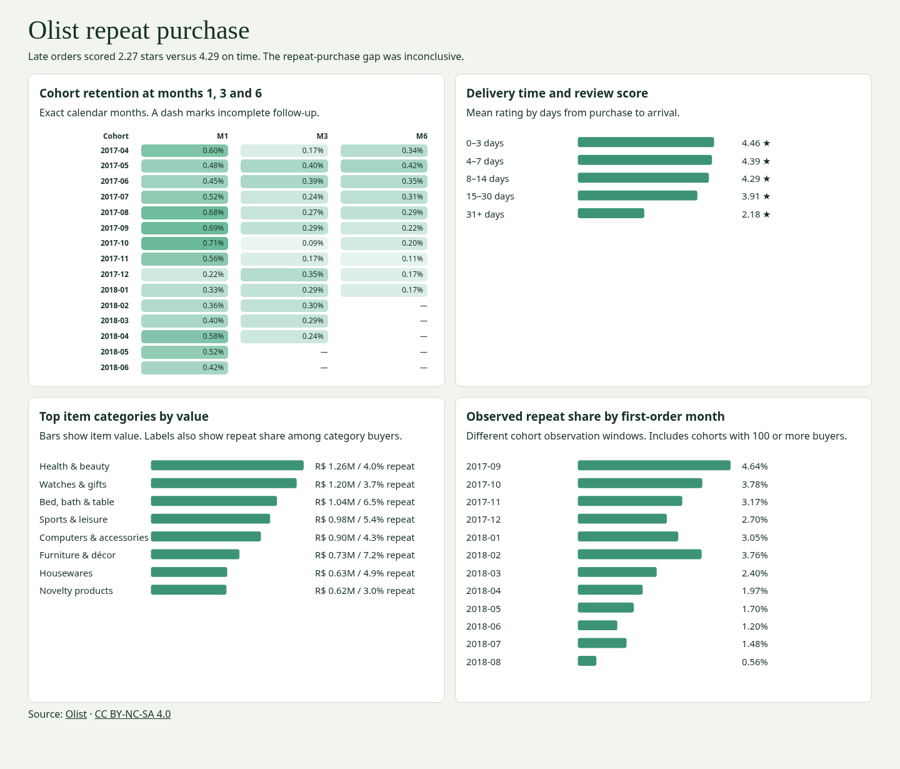 Olist repeat purchase
Late orders scored 2.27 stars versus 4.29 on time. The repeat-purchase gap was inconclusive.
Cohort retention at months 1, 3 and 6
Exact calendar months. A dash marks incomplete follow-up.
Cohort M1 M3 M6
2017-04 0.60% 0.17% 0.34%
2017-05 0.48% 0.40% 0.42%
2017-06 0.45% 0.39% 0.35%
2017-07 0.52% 0.24% 0.31%
2017-08 0.68% 0.27% 0.29%
2017-09 0.69% 0.29% 0.22%
2017-10 0.71% 0.09% 0.20%
2017-11 0.56% 0.17% 0.11%
2017-12 0.22% 0.35% 0.17%
2018-01 0.33% 0.29% 0.17%
2018-02 0.36% 0.30% —
2018-03 0.40% 0.29% —
2018-04 0.58% 0.24% —
2018-05 0.52% — —
2018-06 0.42% — —
Delivery time and review score
Mean rating by days from purchase to arrival.
0–3 days 4.46 ★
4–7 days 4.39 ★
8–14 days 4.29 ★
15–30 days 3.91 ★
31+ days 2.18 ★
Top item categories by value
Bars show item value. Labels also show repeat share among category buyers.
Health & beauty R$ 1.26M / 4.0% repeat
Watches & gifts R$ 1.20M / 3.7% repeat
Bed, bath & table R$ 1.04M / 6.5% repeat
Sports & leisure R$ 0.98M / 5.4% repeat
Computers & accessories R$ 0.90M / 4.3% repeat
Furniture & décor R$ 0.73M / 7.2% repeat
Housewares R$ 0.63M / 4.9% repeat
Novelty products R$ 0.62M / 3.0% repeat
Observed repeat share by first-order month
Different cohort observation windows. Includes cohorts with 100 or more buyers.
2017-09 4.64%
2017-10 3.78%
2017-11 3.17%
2017-12 2.70%
2018-01 3.05%
2018-02 3.76%
2018-03 2.40%
2018-04 1.97%
2018-05 1.70%
2018-06 1.20%
2018-07 1.48%
2018-08 0.56%
Source: Olist · CC BY-NC-SA 4.0